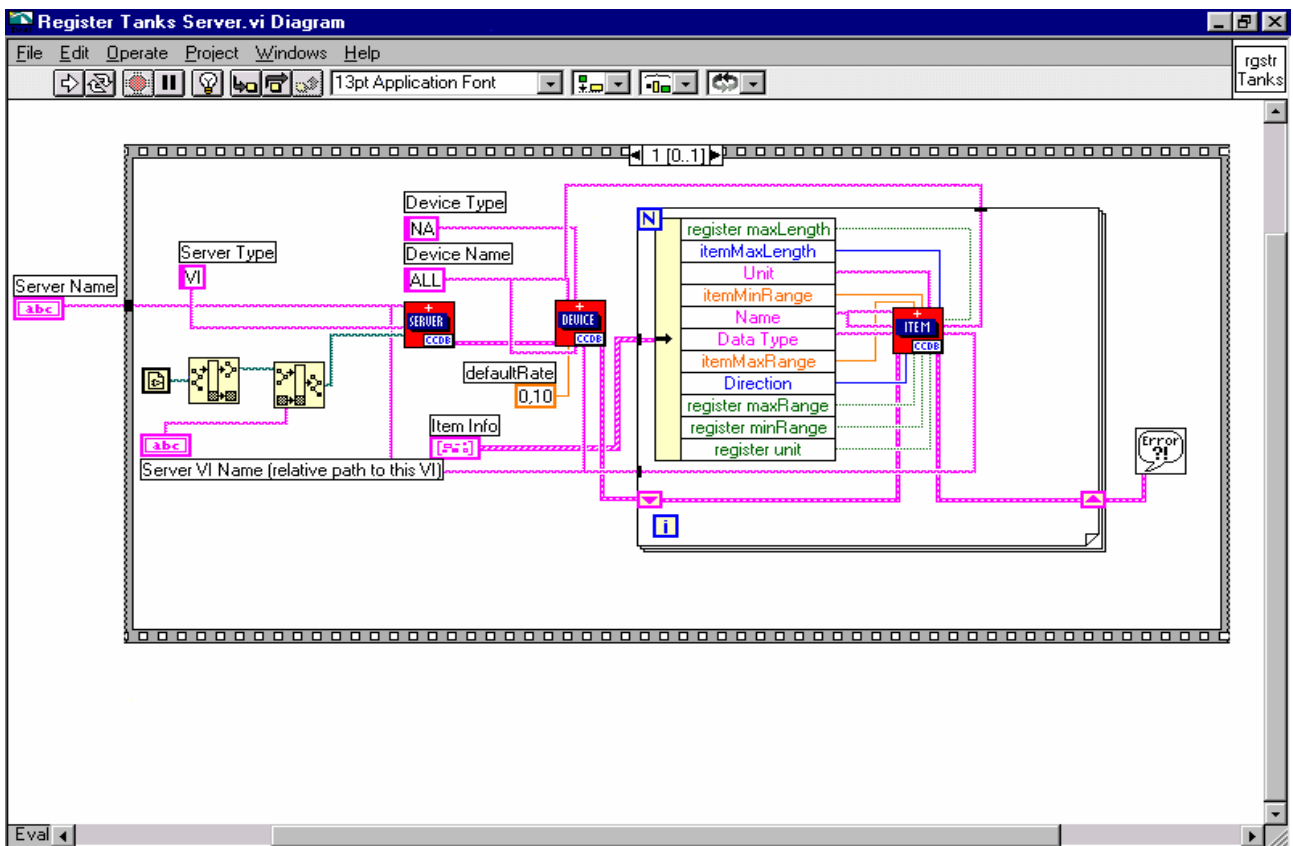 Register Tanks Server.vi Diagram
File Edit Operate Project Windows Help
13pt Application Font
rgstr
Tanks
1 [0..1]
Device Type
NA
Device Name
ALL
Server Type
VI
Server Name
abc
SERVER
CCDB
DEVICE
CCDB
defaultRate
0,10
Item Info
abc
Server VI Name (relative path to this VI)
N
register maxLength
itemMaxLength
Unit
itemMinRange
Name
Data Type
itemMaxRange
Direction
register maxRange
register minRange
register unit
ITEM
CCDB
i
Error
?!
Eval